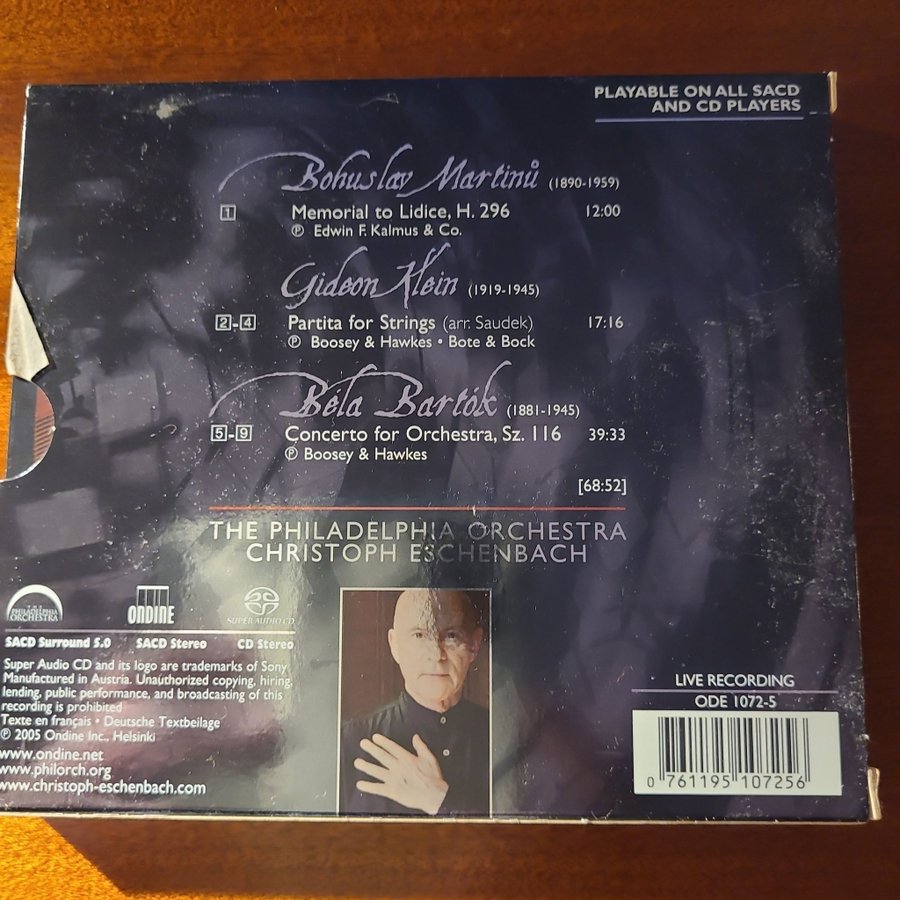 PLAYABLE ON ALL SACD
AND CD PLAYERS
Bohuslav Martinů (1890-1959)
1 Memorial to Lidice, H. 296 12:00
Ⓟ Edwin F. Kalmus & Co.
Gideon Klein (1919-1945)
2-4 Partita for Strings (arr. Saudek) 17:16
Ⓟ Boosey & Hawkes • Bote & Bock
Béla Bartók (1881-1945)
5-9 Concerto for Orchestra, Sz. 116 39:33
Ⓟ Boosey & Hawkes
[68:52]
THE PHILADELPHIA ORCHESTRA
CHRISTOPH ESCHENBACH
THE
PHILADELPHIA
ORCHESTRA
ONDINE
SUPER AUDIO CD
SACD Surround 5.0 SACD Stereo CD Stereo
Super Audio CD and its logo are trademarks of Sony
Manufactured in Austria. Unauthorized copying, hiring,
lending, public performance, and broadcasting of this
recording is prohibited
Texte en français • Deutsche Textbeilage
Ⓟ 2005 Ondine Inc., Helsinki
www.ondine.net
www.philorch.org
www.christoph-eschenbach.com
LIVE RECORDING
ODE 1072-5
0 761195 107256